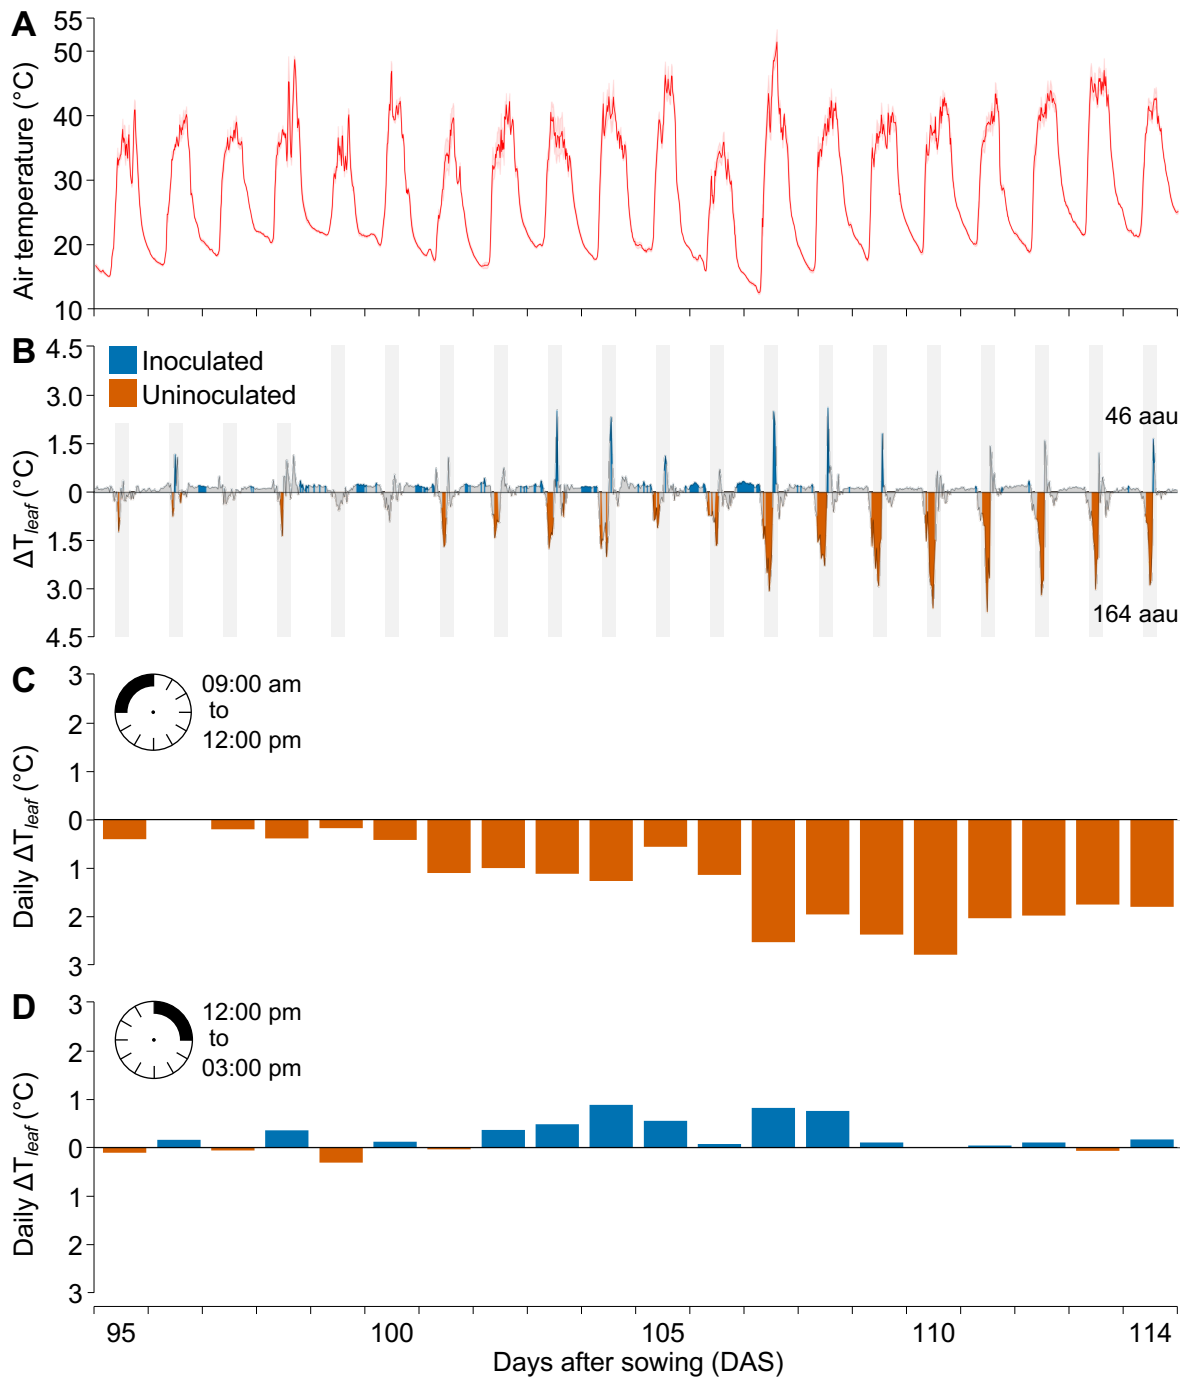 A
Air temperature (°C)
55
50
40
30
20
10
B
ΔTleaf (°C)
4.5
3.0
1.5
0
1.5
3.0
4.5
Inoculated
Uninoculated
46 aau
164 aau
C
Daily ΔTleaf (°C)
3
2
1
0
1
2
3
09:00 am
to
12:00 pm
D
Daily ΔTleaf (°C)
3
2
1
0
1
2
3
12:00 pm
to
03:00 pm
95 100 105 110 114
Days after sowing (DAS)